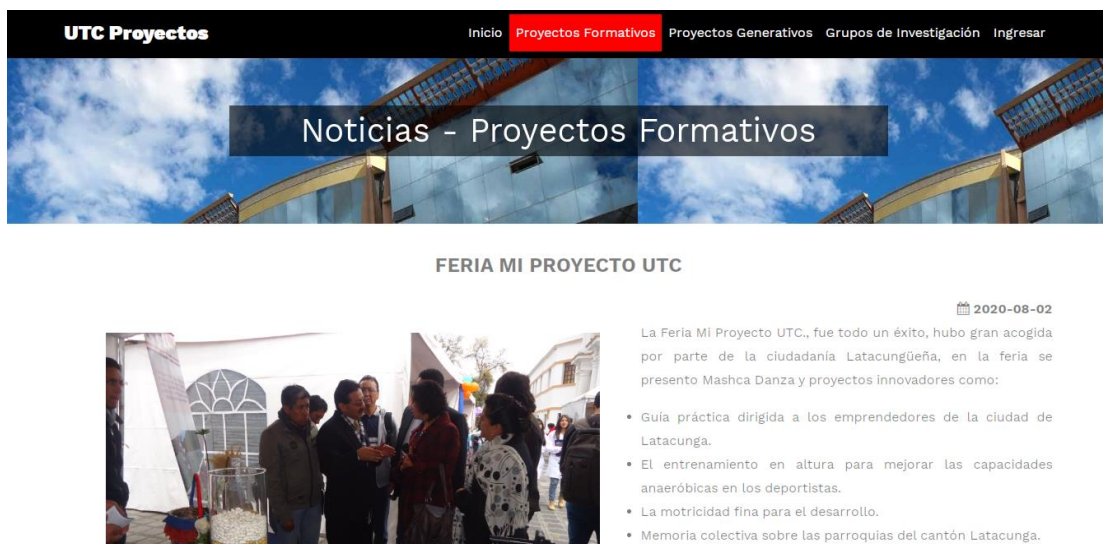 UTC Proyectos
Inicio Proyectos Formativos Proyectos Generativos Grupos de Investigación Ingresar
Noticias - Proyectos Formativos
FERIA MI PROYECTO UTC
2020-08-02
La Feria Mi Proyecto UTC., fue todo un éxito, hubo gran acogida
por parte de la ciudadanía Latacungüeña, en la feria se
presento Mashca Danza y proyectos innovadores como:
• Guía práctica dirigida a los emprendedores de la ciudad de
Latacunga.
• El entrenamiento en altura para mejorar las capacidades
anaeróbicas en los deportistas.
• La motricidad fina para el desarrollo.
• Memoria colectiva sobre las parroquias del cantón Latacunga.